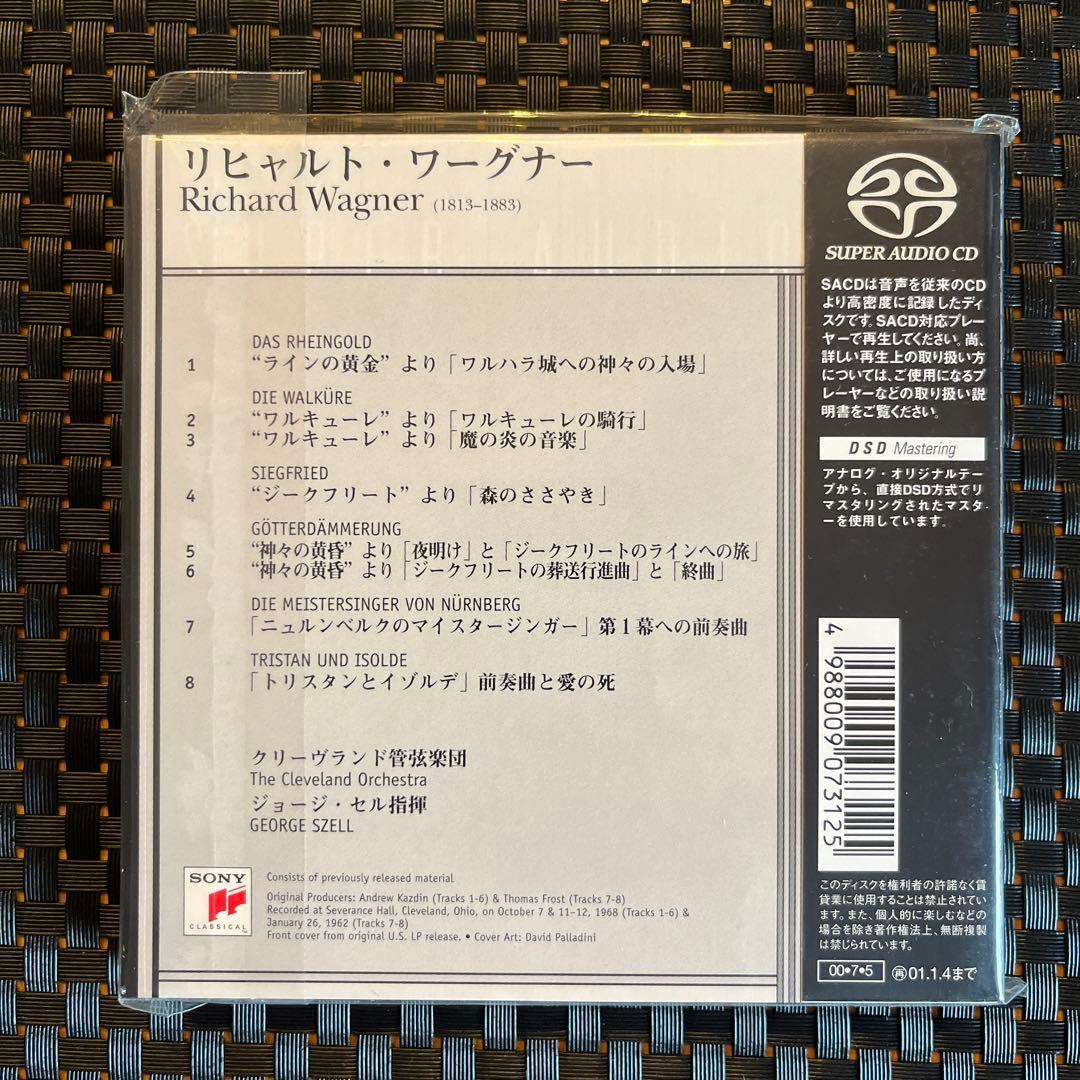 リヒャルト・ワーグナー
Richard Wagner (1813–1883)
DAS RHEINGOLD
1 “ラインの黄金” より「ワルハラ城への神々の入場」
DIE WALKÜRE
2 “ワルキューレ” より「ワルキューレの騎行」
3 “ワルキューレ” より「魔の炎の音楽」
SIEGFRIED
4 “ジークフリート” より「森のささやき」
GÖTTERDÄMMERUNG
5 “神々の黄昏” より「夜明け」と「ジークフリートのラインへの旅」
6 “神々の黄昏” より「ジークフリートの葬送行進曲」と「終曲」
DIE MEISTERSINGER VON NÜRNBERG
7 「ニュルンベルクのマイスタージンガー」第1幕への前奏曲
TRISTAN UND ISOLDE
8 「トリスタンとイゾルデ」前奏曲と愛の死
クリーヴランド管弦楽団
The Cleveland Orchestra
ジョージ・セル指揮
GEORGE SZELL
SONY
CLASSICAL
Consists of previously released material
Original Producers: Andrew Kazdin (Tracks 1-6) & Thomas Frost (Tracks 7-8)
Recorded at Severance Hall, Cleveland, Ohio, on October 7 & 11–12, 1968 (Tracks 1-6) &
January 26, 1962 (Tracks 7-8)
Front cover from original U.S. LP release. • Cover Art: David Palladini
SUPER AUDIO CD
SACDは音声を従来のCD
より高密度に記録したディ
スクです。SACD対応プレー
ヤーで再生してください。尚、
詳しい再生上の取り扱い方
については、ご使用になる
プレーヤーなどの取り扱い説
明書をご覧ください。
DSD Mastering
アナログ・オリジナルテー
プから、直接DSD方式でリ
マスタリングされたマスタ-
ーを使用しています。
4 988009 073125
このディスクを権利者の許諾なく賃
貸業に使用することは禁止されてい
ます。また、個人的に楽しむなどの
場合を除き著作権法上、無断複製
は禁じられています。
00•7•5 再01.1.4まで